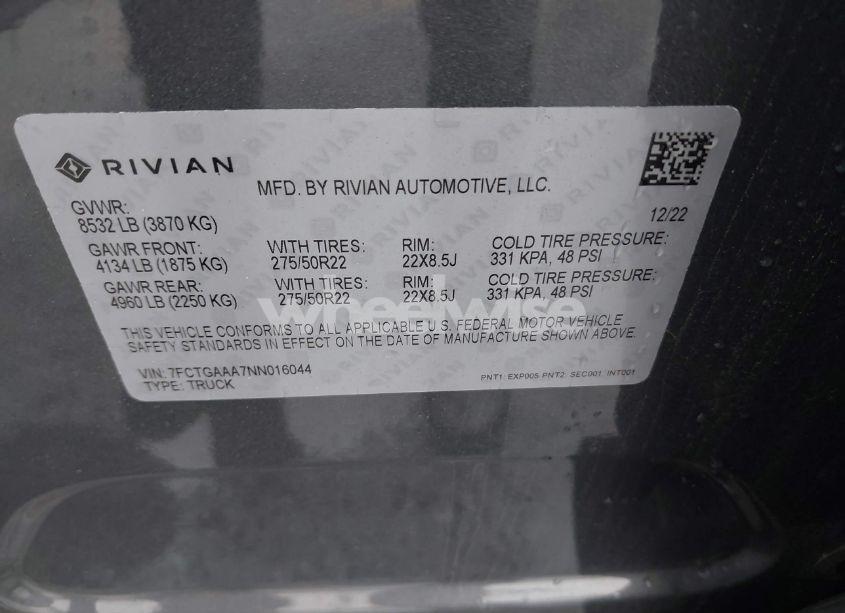 RIVIAN
MFD. BY RIVIAN AUTOMOTIVE, LLC.
12/22
GVWR:
8532 LB (3870 KG)
GAWR FRONT: WITH TIRES: RIM: COLD TIRE PRESSURE:
4134 LB (1875 KG) 275/50R22 22X8.5J 331 KPA, 48 PSI
GAWR REAR: WITH TIRES: RIM: COLD TIRE PRESSURE:
4960 LB (2250 KG) 275/50R22 22X8.5J 331 KPA, 48 PSI
wheelwise
THIS VEHICLE CONFORMS TO ALL APPLICABLE U.S. FEDERAL MOTOR VEHICLE
SAFETY STANDARDS IN EFFECT ON THE DATE OF MANUFACTURE SHOWN ABOVE.
VIN: 7FCTGAAA7NN016044
TYPE: TRUCK
PNT1: EXP005 PNT2: SEC001 INT001